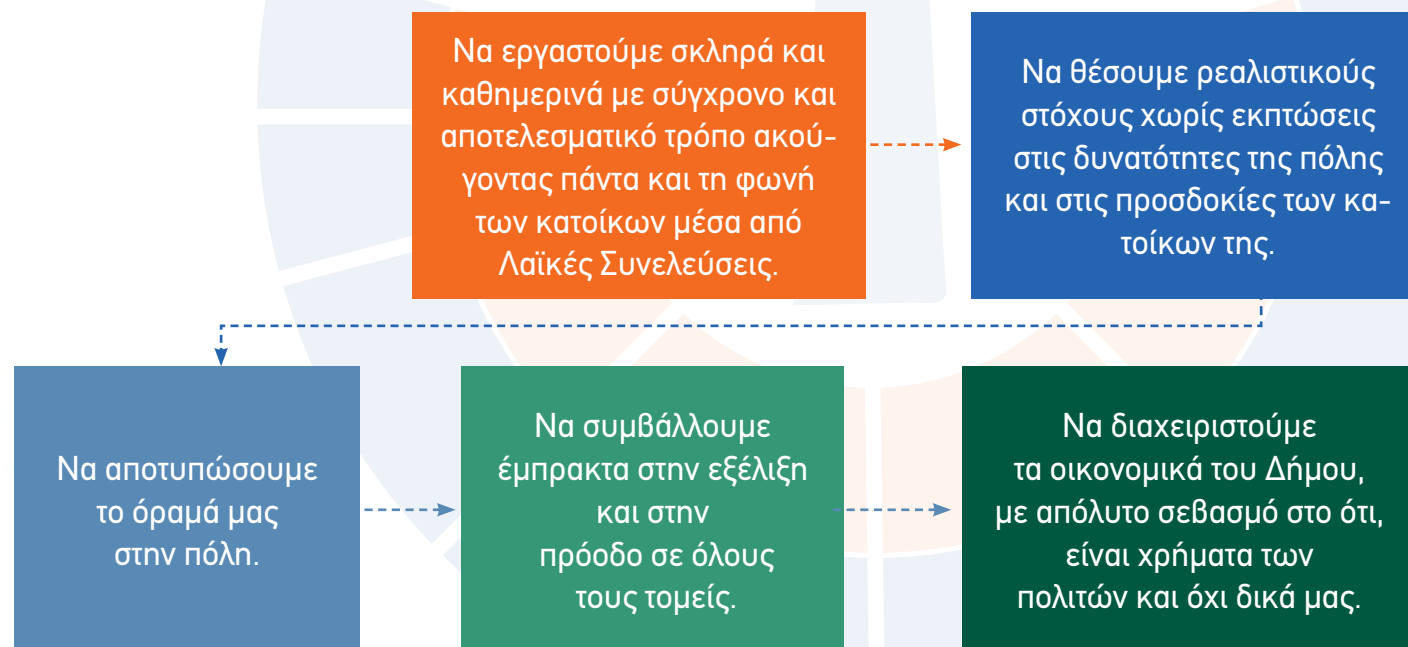 Να εργαστούμε σκληρά και
καθημερινά με σύγχρονο και
αποτελεσματικό τρόπο ακού-
γοντας πάντα και τη φωνή
των κατοίκων μέσα από
Λαϊκές Συνελεύσεις.
Να θέσουμε ρεαλιστικούς
στόχους χωρίς εκπτώσεις
στις δυνατότητες της πόλης
και στις προσδοκίες των κα-
τοίκων της.
Να αποτυπώσουμε
το όραμά μας
στην πόλη.
Να συμβάλλουμε
έμπρακτα στην εξέλιξη
και στην
πρόοδο σε όλους
τους τομείς.
Να διαχειριστούμε
τα οικονομικά του Δήμου,
με απόλυτο σεβασμό στο ότι,
είναι χρήματα των
πολιτών και όχι δικά μας.